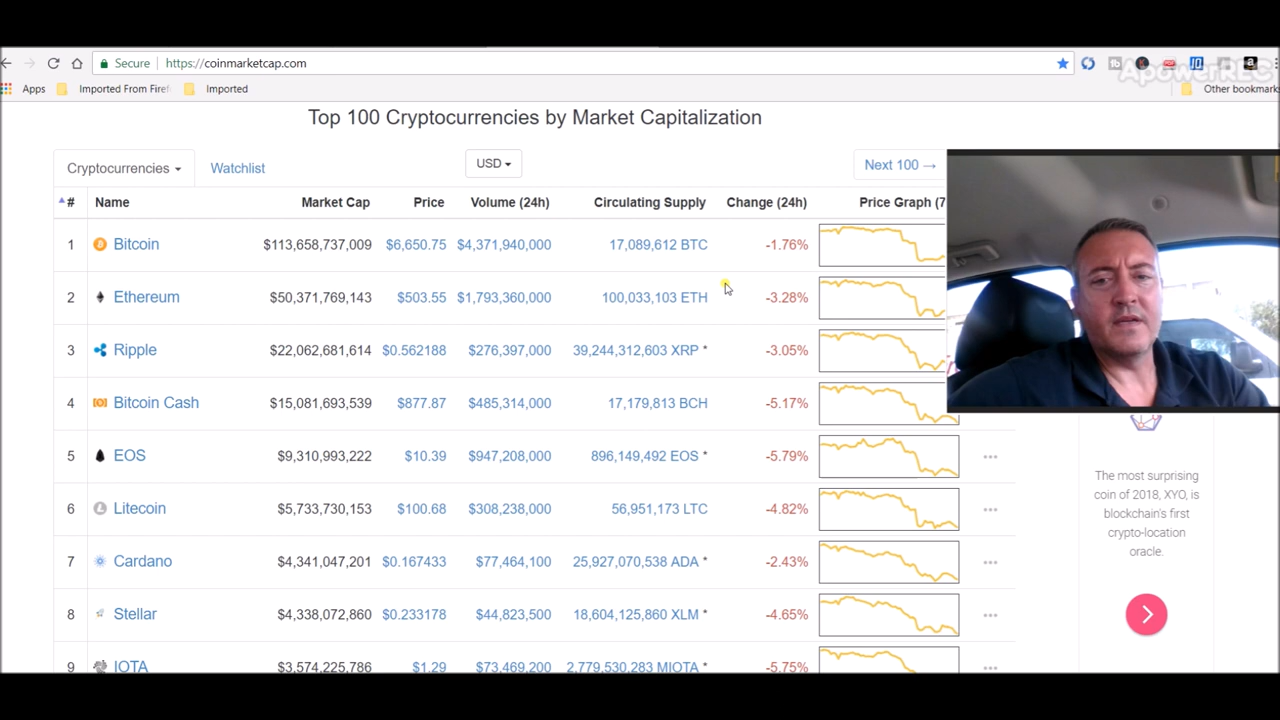 Secure https://coinmarketcap.com
ApowerREC
Apps Imported From Firef Imported Other bookmarks
Top 100 Cryptocurrencies by Market Capitalization
Cryptocurrencies Watchlist USD Next 100 →
# Name Market Cap Price Volume (24h) Circulating Supply Change (24h) Price Graph (7
1 Bitcoin $113,658,737,009 $6,650.75 $4,371,940,000 17,089,612 BTC -1.76%
2 Ethereum $50,371,769,143 $503.55 $1,793,360,000 100,033,103 ETH -3.28%
3 Ripple $22,062,681,614 $0.562188 $276,397,000 39,244,312,603 XRP * -3.05%
4 Bitcoin Cash $15,081,693,539 $877.87 $485,314,000 17,179,813 BCH -5.17%
5 EOS $9,310,993,222 $10.39 $947,208,000 896,149,492 EOS * -5.79%
6 Litecoin $5,733,730,153 $100.68 $308,238,000 56,951,173 LTC -4.82%
7 Cardano $4,341,047,201 $0.167433 $77,464,100 25,927,070,538 ADA * -2.43%
8 Stellar $4,338,072,860 $0.233178 $44,823,500 18,604,125,860 XLM * -4.65%
9 IOTA $3,574,225,786 $1.29 $73,469,200 2,779,530,283 MIOTA * -5.75%
The most surprising
coin of 2018, XYO, is
blockchain's first
crypto-location
oracle.